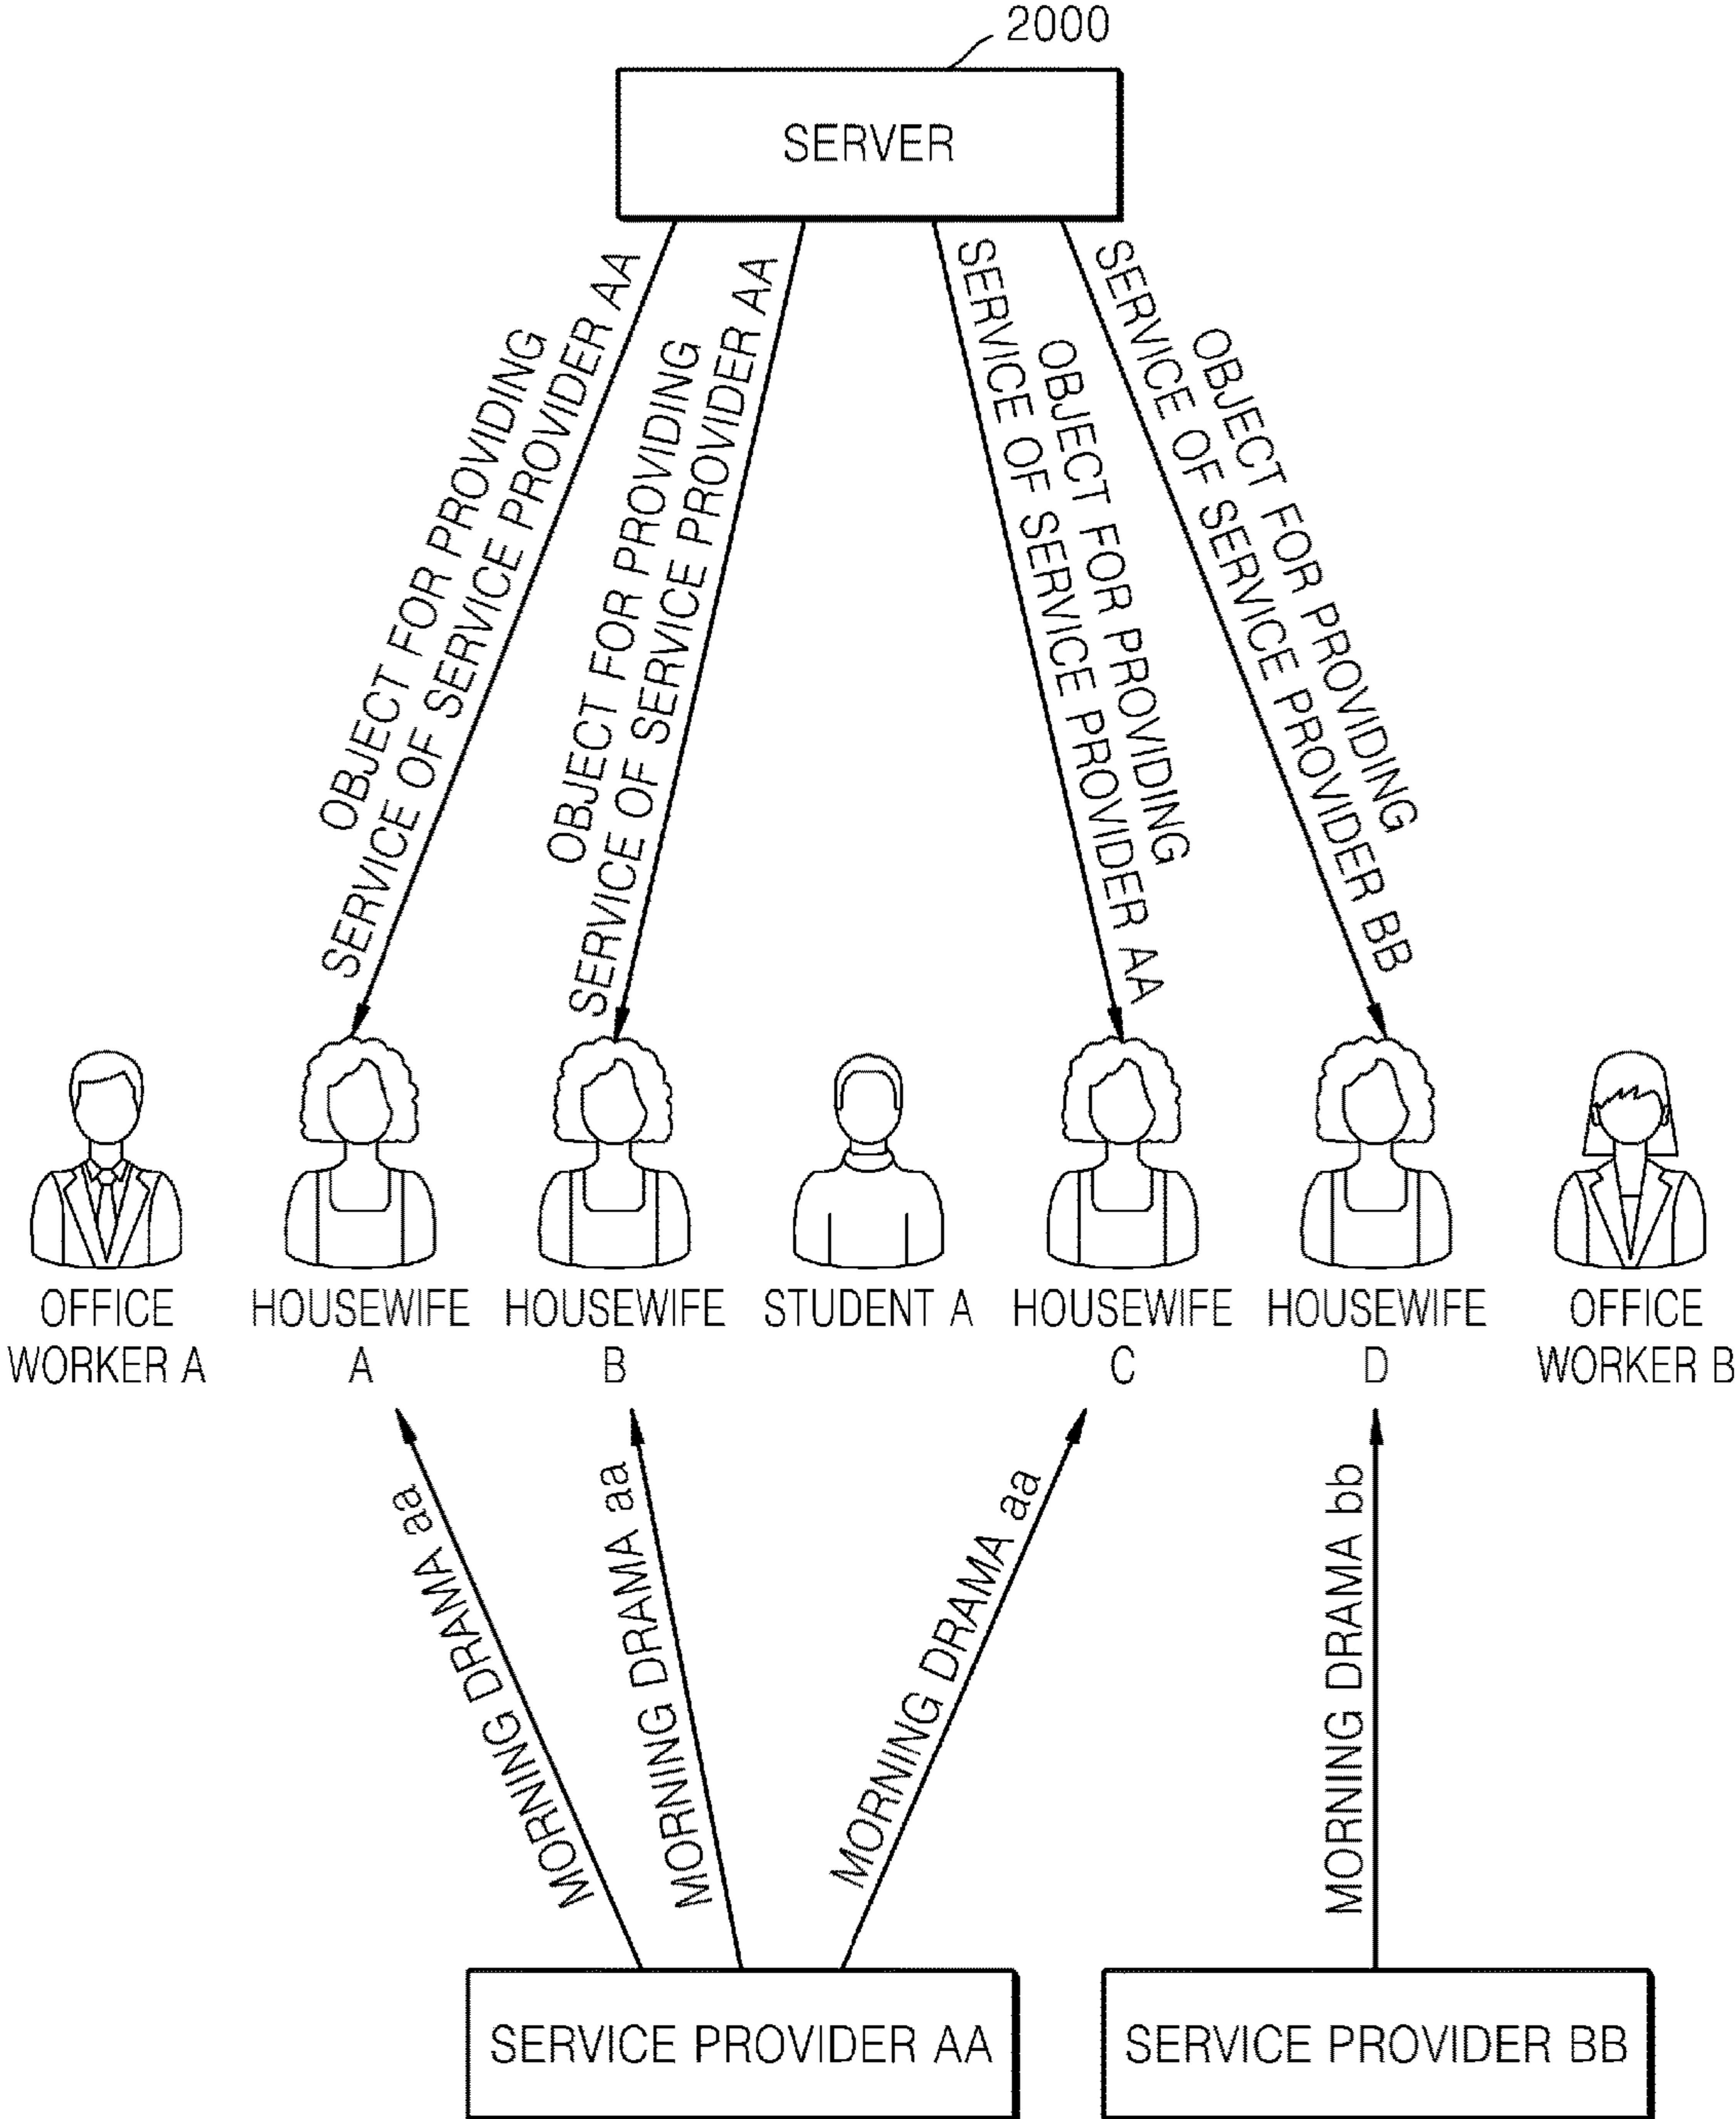 2000
SERVER
OBJECT FOR PROVIDING
SERVICE OF SERVICE PROVIDER AA
OBJECT FOR PROVIDING
SERVICE OF SERVICE PROVIDER AA
OBJECT FOR PROVIDING
SERVICE OF SERVICE PROVIDER AA
OBJECT FOR PROVIDING
SERVICE OF SERVICE PROVIDER BB
OFFICE
WORKER A
HOUSEWIFE
A
HOUSEWIFE
B
STUDENT A
HOUSEWIFE
C
HOUSEWIFE
D
OFFICE
WORKER B
MORNING DRAMA aa
MORNING DRAMA aa
MORNING DRAMA aa
MORNING DRAMA bb
SERVICE PROVIDER AA
SERVICE PROVIDER BB